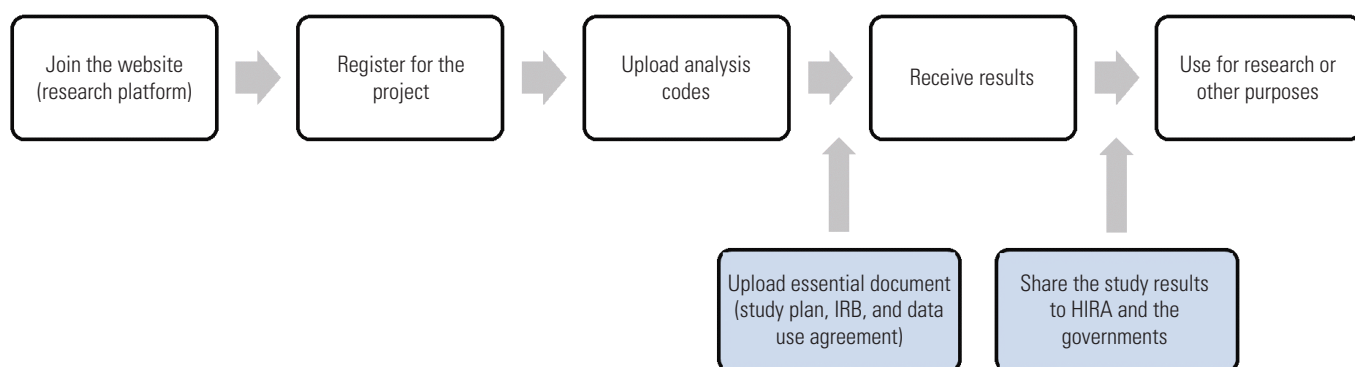 Join the website
(research platform)
Register for the
project
Upload analysis
codes
Receive results
Use for research or
other purposes
Upload essential document
(study plan, IRB, and data
use agreement)
Share the study results
to HIRA and the
governments